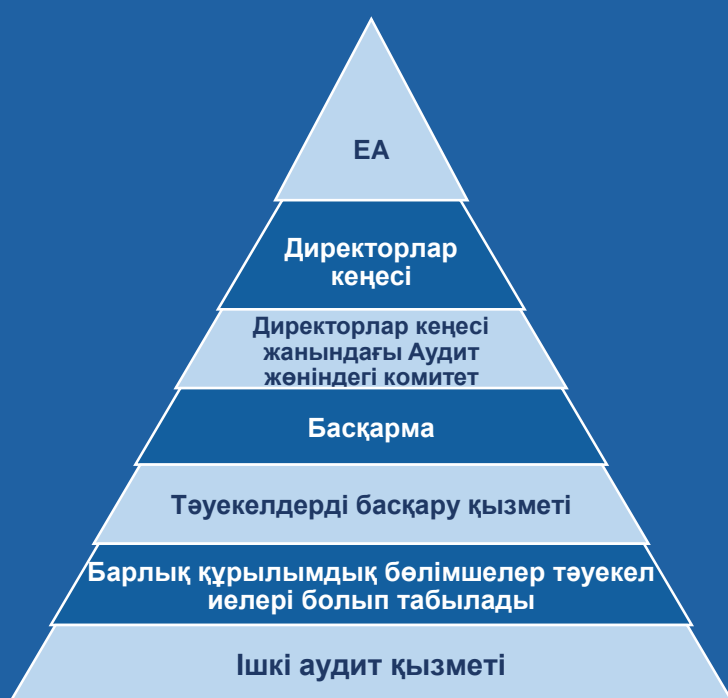 ЕА
Директорлар
кеңесі
Директорлар кеңесі
жанындағы Аудит
жөніндегі комитет
Басқарма
Тәуекелдерді басқару қызметі
Барлық құрылымдық бөлімшелер тәуекел
иелері болып табылады
Ішкі аудит қызметі